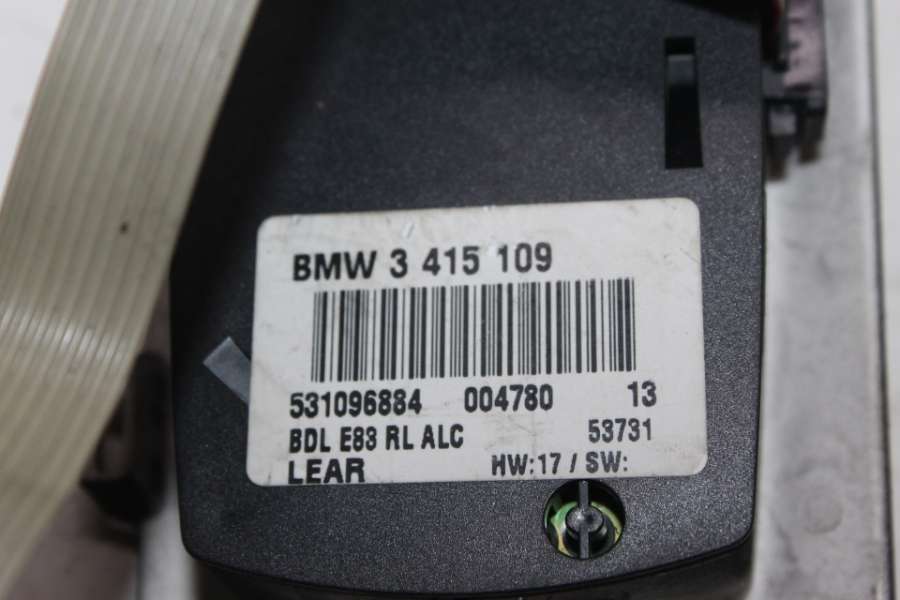 BMW 3 415 109
531096884 004780 13
BDL E83 RL ALC 53731
LEAR HW:17 / SW: